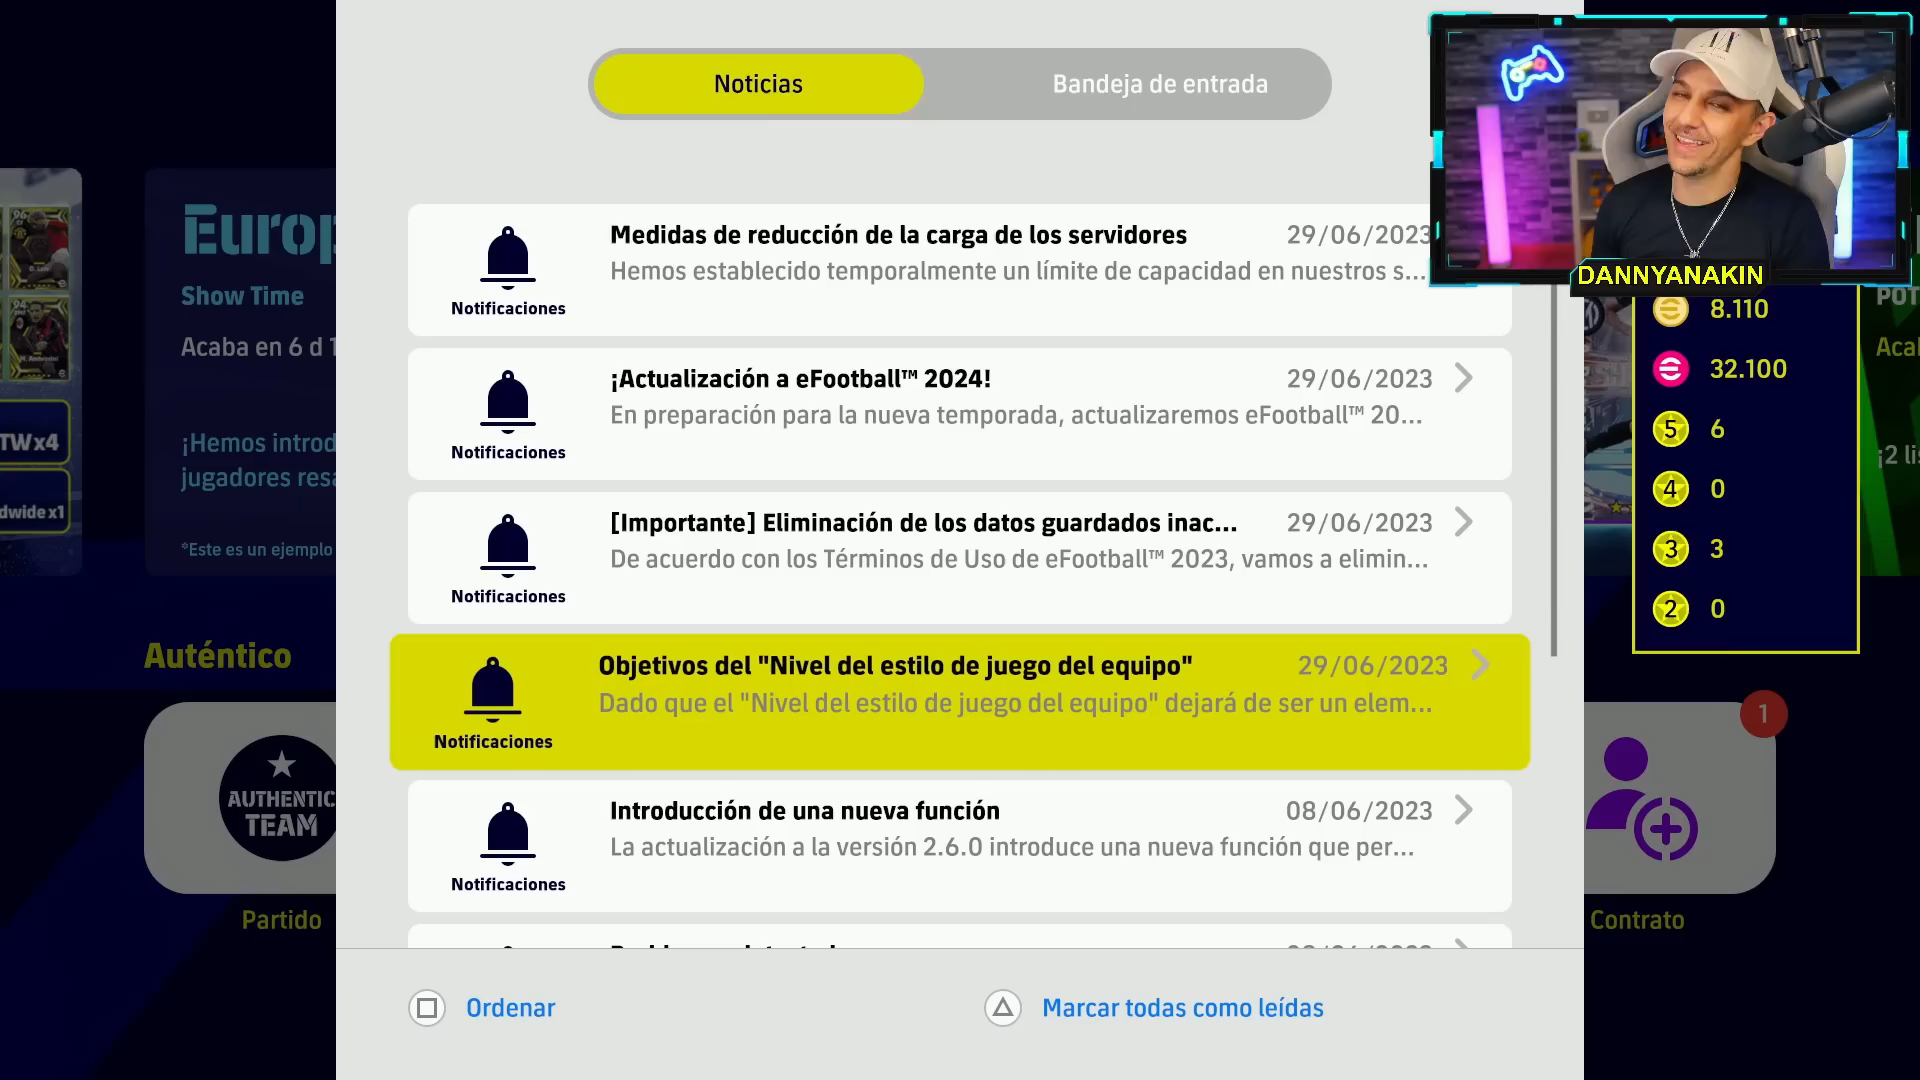 Noticias
Bandeja de entrada
DANNYANAKIN
Medidas de reducción de la carga de los servidores
29/06/2023
Hemos establecido temporalmente un límite de capacidad en nuestros s...
Notificaciones
¡Actualización a eFootball™ 2024!
29/06/2023
En preparación para la nueva temporada, actualizaremos eFootball™ 20...
Notificaciones
[Importante] Eliminación de los datos guardados inac...
29/06/2023
De acuerdo con los Términos de Uso de eFootball™ 2023, vamos a elimin...
Notificaciones
Objetivos del "Nivel del estilo de juego del equipo"
29/06/2023
Dado que el "Nivel del estilo de juego del equipo" dejará de ser un elem...
Notificaciones
Introducción de una nueva función
08/06/2023
La actualización a la versión 2.6.0 introduce una nueva función que per...
Notificaciones
Ordenar
Marcar todas como leídas
96
94
TW x4
dwide x1
Europ
Show Time
Acaba en 6 d 1
¡Hemos introd
jugadores resa
*Este es un ejemplo
Auténtico
AUTHENTIC
TEAM
Partido
8.110
32.100
5 6
4 0
3 3
2 0
POT
Acab
¡2 lis
1
Contrato